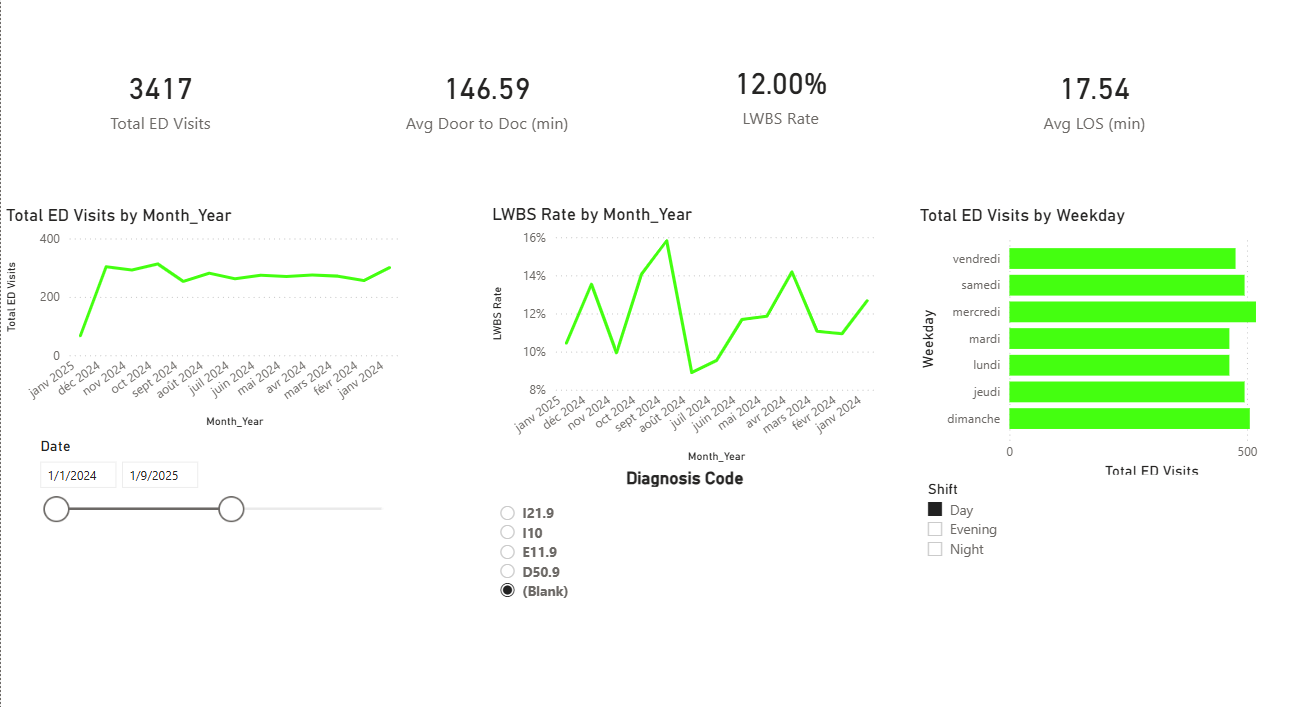 3417
Total ED Visits
146.59
Avg Door to Doc (min)
12.00%
LWBS Rate
17.54
Avg LOS (min)
Total ED Visits by Month_Year
400
200
0
Total ED Visits
janv 2025
déc 2024
nov 2024
oct 2024
sept 2024
août 2024
juil 2024
juin 2024
mai 2024
avr 2024
mars 2024
févr 2024
janv 2024
Month_Year
LWBS Rate by Month_Year
16%
14%
12%
10%
8%
LWBS Rate
janv 2025
déc 2024
nov 2024
oct 2024
sept 2024
août 2024
juil 2024
juin 2024
mai 2024
avr 2024
mars 2024
févr 2024
janv 2024
Month_Year
Total ED Visits by Weekday
Weekday
vendredi
samedi
mercredi
mardi
lundi
jeudi
dimanche
0
500
Total ED Visits
Date
1/1/2024
1/9/2025
Diagnosis Code
I21.9
I10
E11.9
D50.9
(Blank)
Shift
Day
Evening
Night